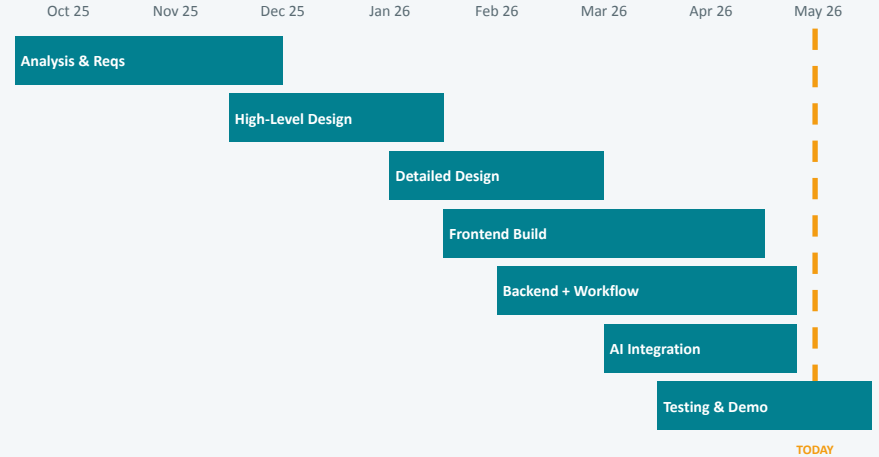 Oct 25 Nov 25 Dec 25 Jan 26 Feb 26 Mar 26 Apr 26 May 26
Analysis & Reqs
High-Level Design
Detailed Design
Frontend Build
Backend + Workflow
AI Integration
Testing & Demo
TODAY